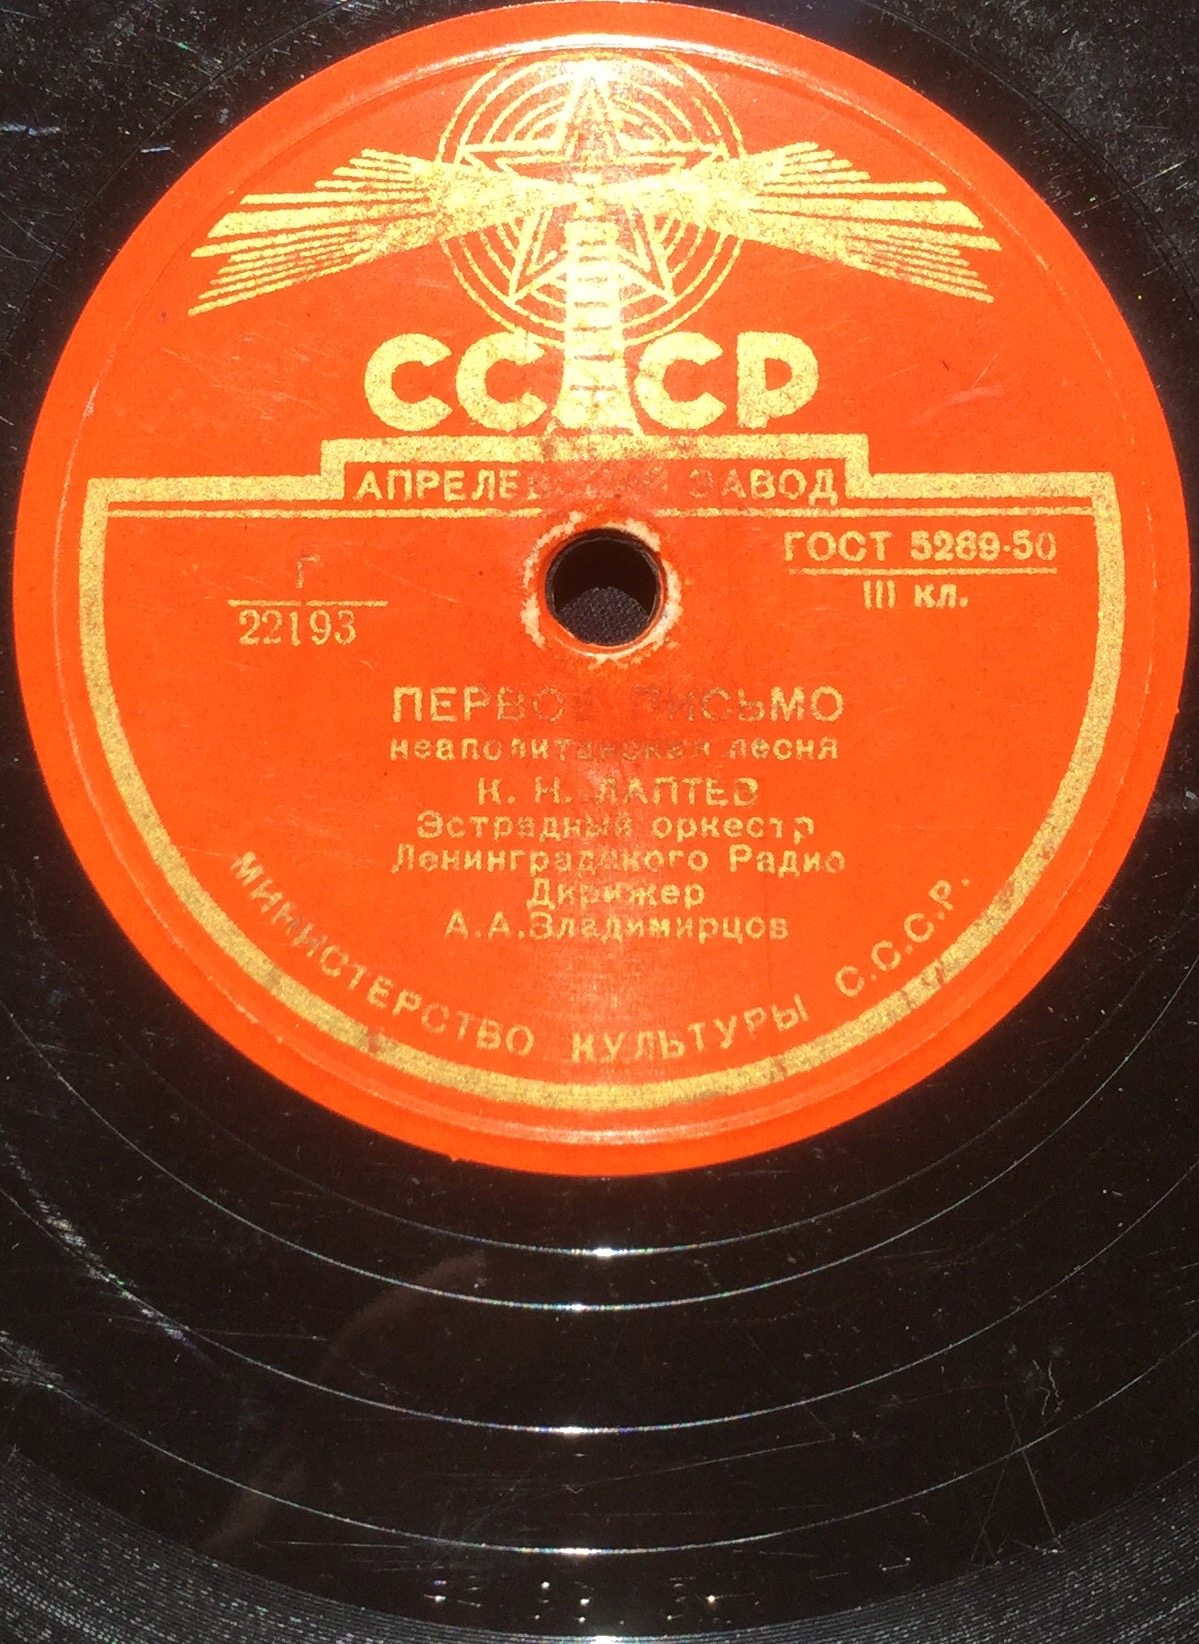 СССР
АПРЕЛЕВСКИЙ ЗАВОД
Г
22193
ГОСТ 5289-50
III кл.
ПЕРВОЕ ПИСЬМО
неаполитанская песня
К. Н. ЛАПТЕВ
Эстрадный оркестр
Ленинградского Радио
Дирижер
А.А.Владимирцов
МИНИСТЕРСТВО КУЛЬТУРЫ С.С.С.Р.